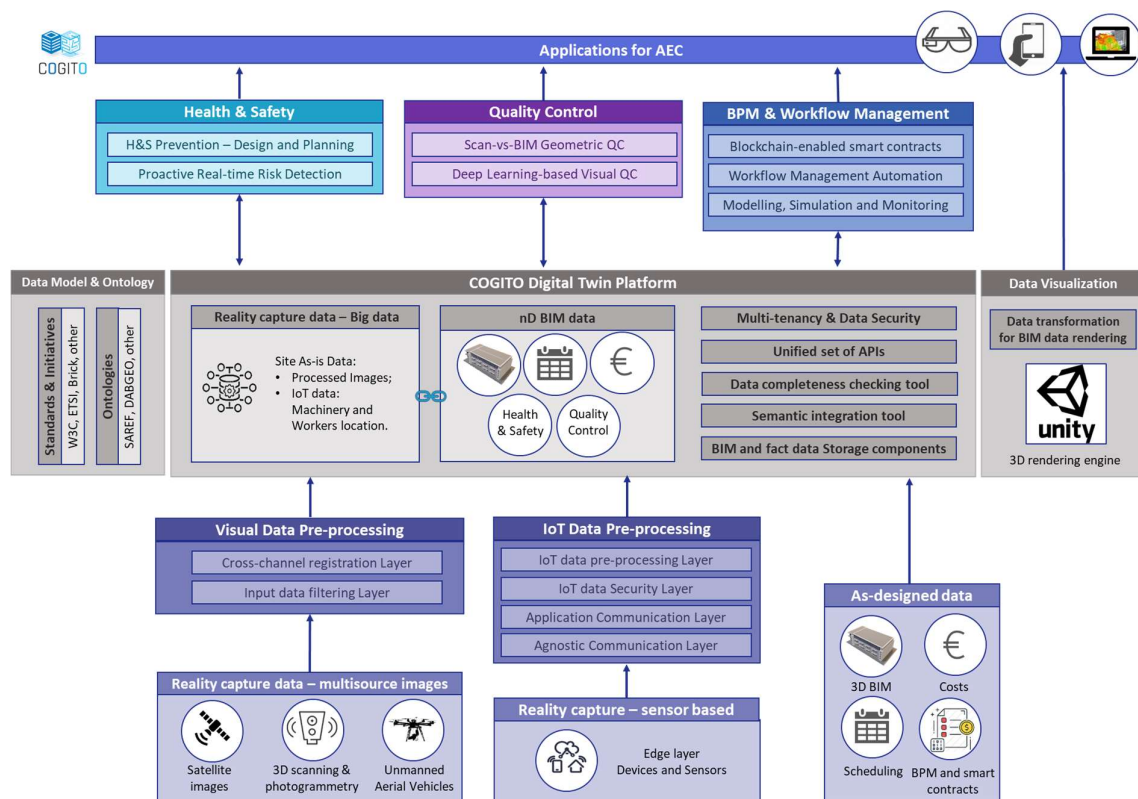 COGITO
Applications for AEC
Health & Safety
H&S Prevention – Design and Planning
Proactive Real-time Risk Detection
Quality Control
Scan-vs-BIM Geometric QC
Deep Learning-based Visual QC
BPM & Workflow Management
Blockchain-enabled smart contracts
Workflow Management Automation
Modelling, Simulation and Monitoring
Data Model & Ontology
Standards & Initiatives
W3C, ETSI, Brick, other
Ontologies
SAREF, DABGEO, other
COGITO Digital Twin Platform
Reality capture data – Big data
Site As-is Data:
• Processed Images;
• IoT data:
Machinery and
Workers location.
nD BIM data
€
Health
& Safety
Quality
Control
Multi-tenancy & Data Security
Unified set of APIs
Data completeness checking tool
Semantic integration tool
BIM and fact data Storage components
Data Visualization
Data transformation
for BIM data rendering
unity
3D rendering engine
Visual Data Pre-processing
Cross-channel registration Layer
Input data filtering Layer
IoT Data Pre-processing
IoT data pre-processing Layer
IoT data Security Layer
Application Communication Layer
Agnostic Communication Layer
As-designed data
€
3D BIM
Costs
Scheduling
BPM and smart
contracts
Reality capture data – multisource images
Satellite
images
3D scanning &
photogrammetry
Unmanned
Aerial Vehicles
Reality capture – sensor based
Edge layer
Devices and Sensors